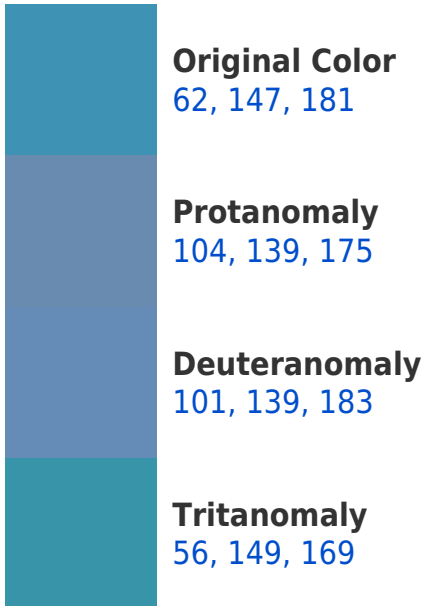 Original Color
62, 147, 181
Protanomaly
104, 139, 175
Deuteranomaly
101, 139, 183
Tritanomaly
56, 149, 169